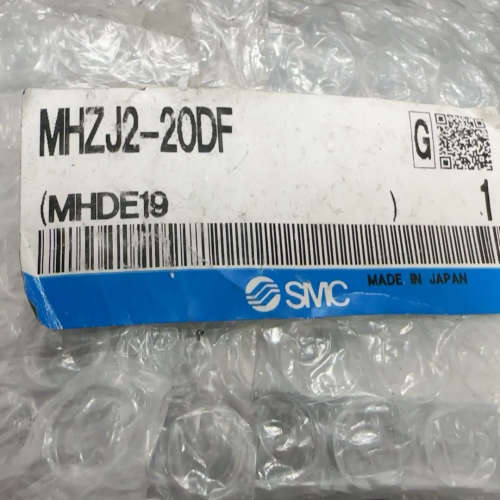 MHZJ2-20DF
G
(MHDE19 ) 1
SMC MADE IN JAPAN